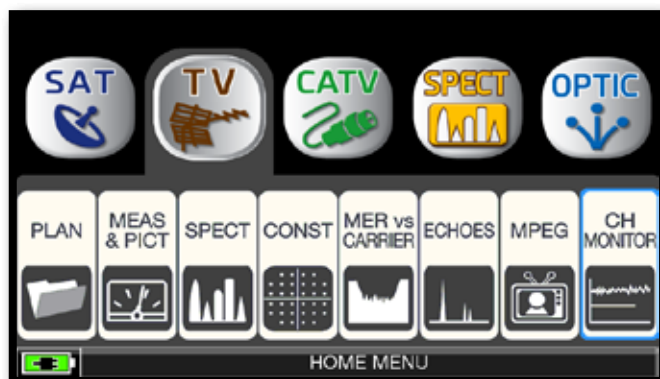 SAT
TV
CATV
SPECT
OPTIC
PLAN
MEAS
& PICT
SPECT
CONST
MER vs
CARRIER
ECHOES
MPEG
CH
MONITOR
HOME MENU